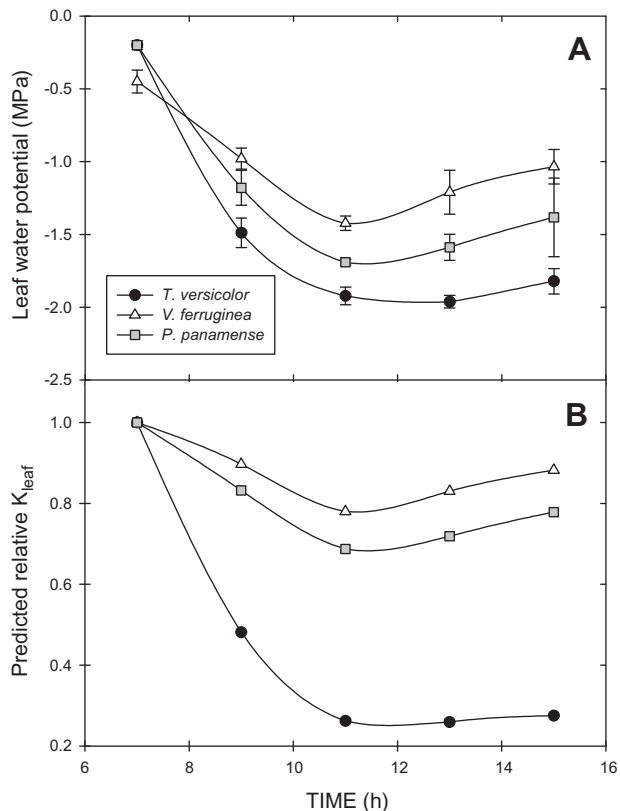 A
0.0
-0.5
-1.0
-1.5
-2.0
-2.5
Leaf water potential (MPa)
T. versicolor
V. ferruginea
P. panamense
B
1.0
0.8
0.6
0.4
0.2
Predicted relative Kleaf
6 8 10 12 14 16
TIME (h)